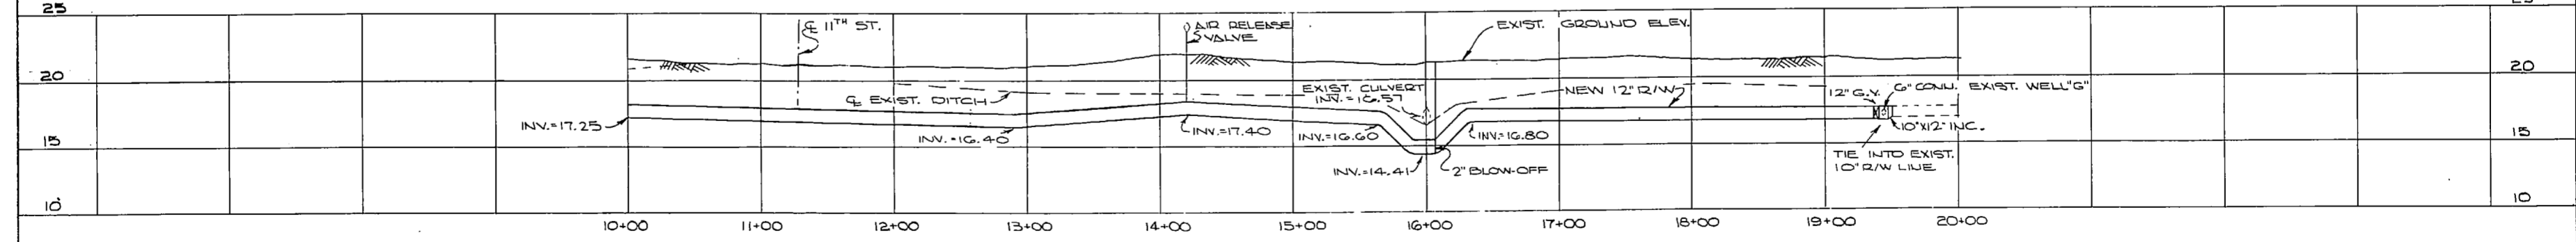 25
25
℄ 11TH ST.
AIR RELEASE
VALVE
EXIST. GROUND ELEV.
20
20
℄ EXIST. DITCH
EXIST. CULVERT
INV.=16.57
NEW 12" R/W
12" G.V.
6" CONN. EXIST. WELL "G"
INV.=17.25
INV.=16.40
INV.=17.40
INV.=16.60
INV.=16.80
10"X12" INC.
15
15
TIE INTO EXIST.
10" R/W LINE
INV.=14.41
2" BLOW-OFF
10
10
10+00
11+00
12+00
13+00
14+00
15+00
16+00
17+00
18+00
19+00
20+00